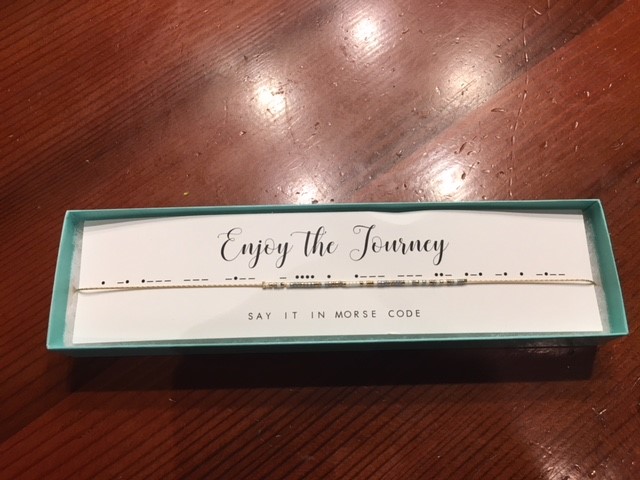 Enjoy the Journey
• –• •––– ––– –•–– – •••• • •––– ––– ••– •–• –• • –•––
SAY IT IN MORSE CODE